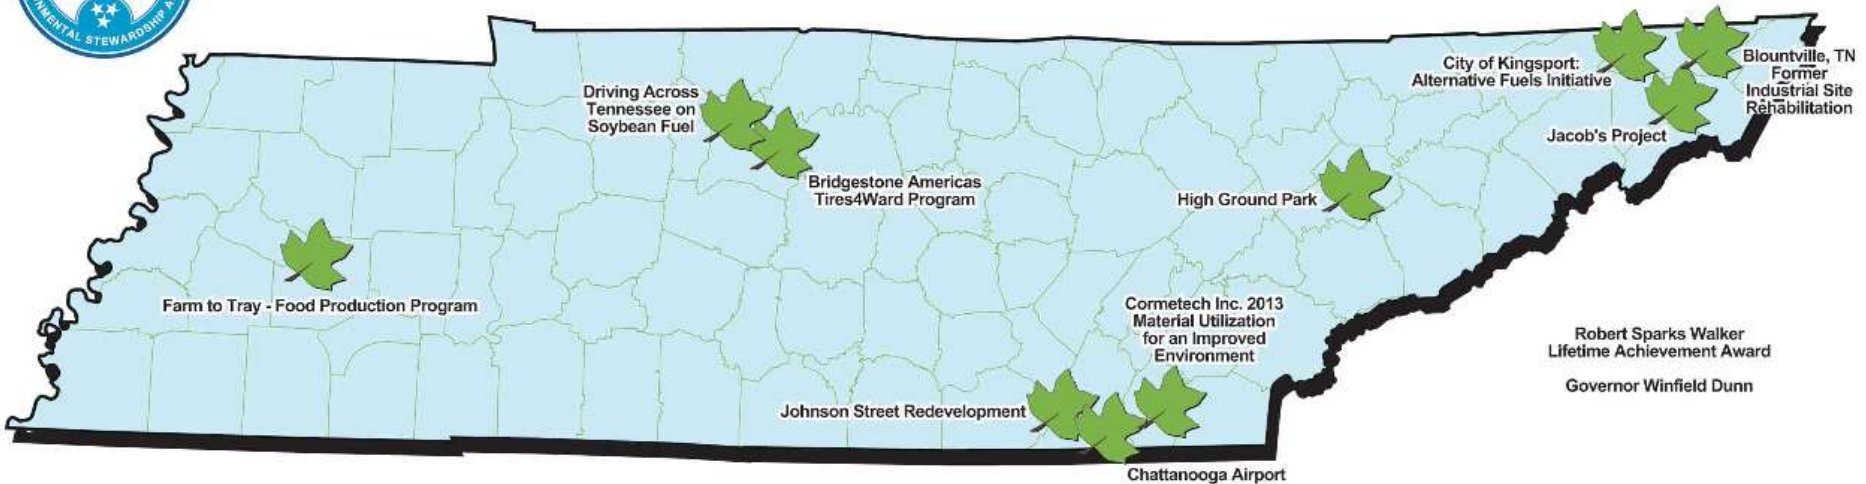 STEWARDSHIP
Driving Across
Tennessee on
Soybean Fuel
Bridgestone Americas
Tires4Ward Program
Farm to Tray - Food Production Program
City of Kingsport:
Alternative Fuels Initiative
Blountville, TN
Former
Industrial Site
Rehabilitation
Jacob's Project
High Ground Park
Cormetech Inc. 2013
Material Utilization
for an Improved
Environment
Johnson Street Redevelopment
Chattanooga Airport
Robert Sparks Walker
Lifetime Achievement Award
Governor Winfield Dunn